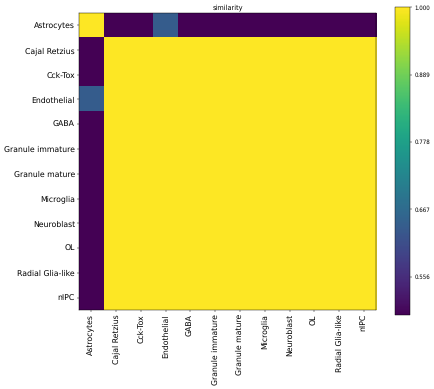 similarity
Astrocytes
Cajal Retzius
Cck-Tox
Endothelial
GABA
Granule immature
Granule mature
Microglia
Neuroblast
OL
Radial Glia-like
nIPC
Astrocytes
Cajal Retzius
Cck-Tox
Endothelial
GABA
Granule immature
Granule mature
Microglia
Neuroblast
OL
Radial Glia-like
nIPC
1.000
0.889
0.778
0.667
0.556